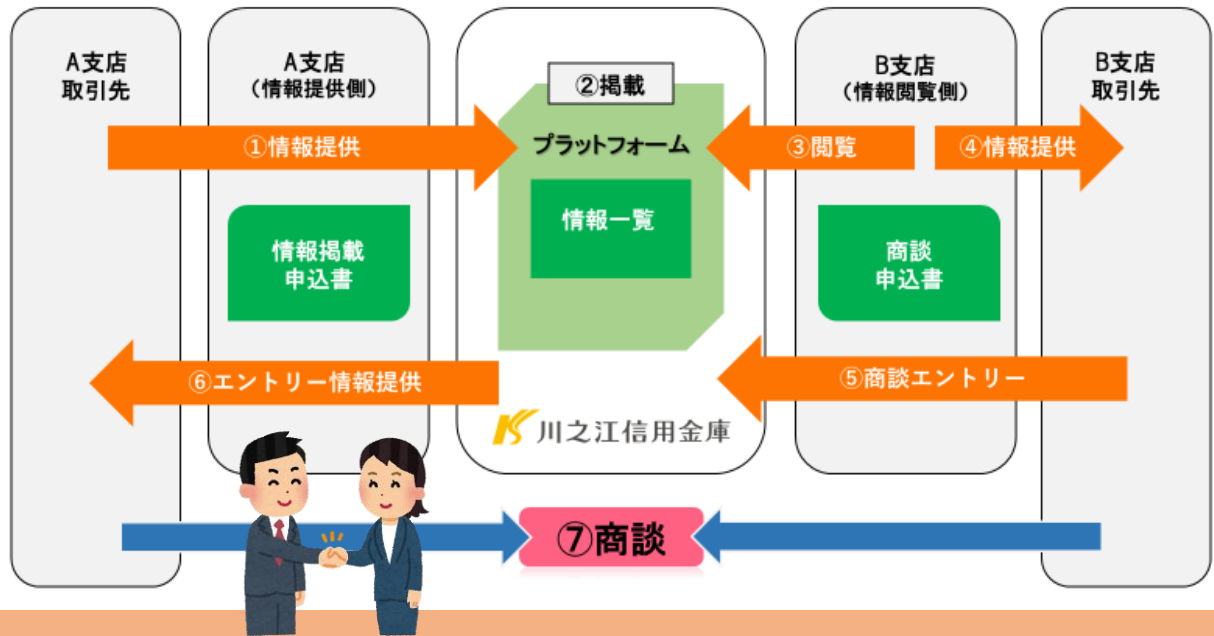 A支店
取引先
A支店
(情報提供側)
②掲載
プラットフォーム
情報一覧
B支店
(情報閲覧側)
B支店
取引先
①情報提供
③閲覧
④情報提供
情報掲載
申込書
商談
申込書
⑥エントリー情報提供
⑤商談エントリー
川之江信用金庫
⑦商談